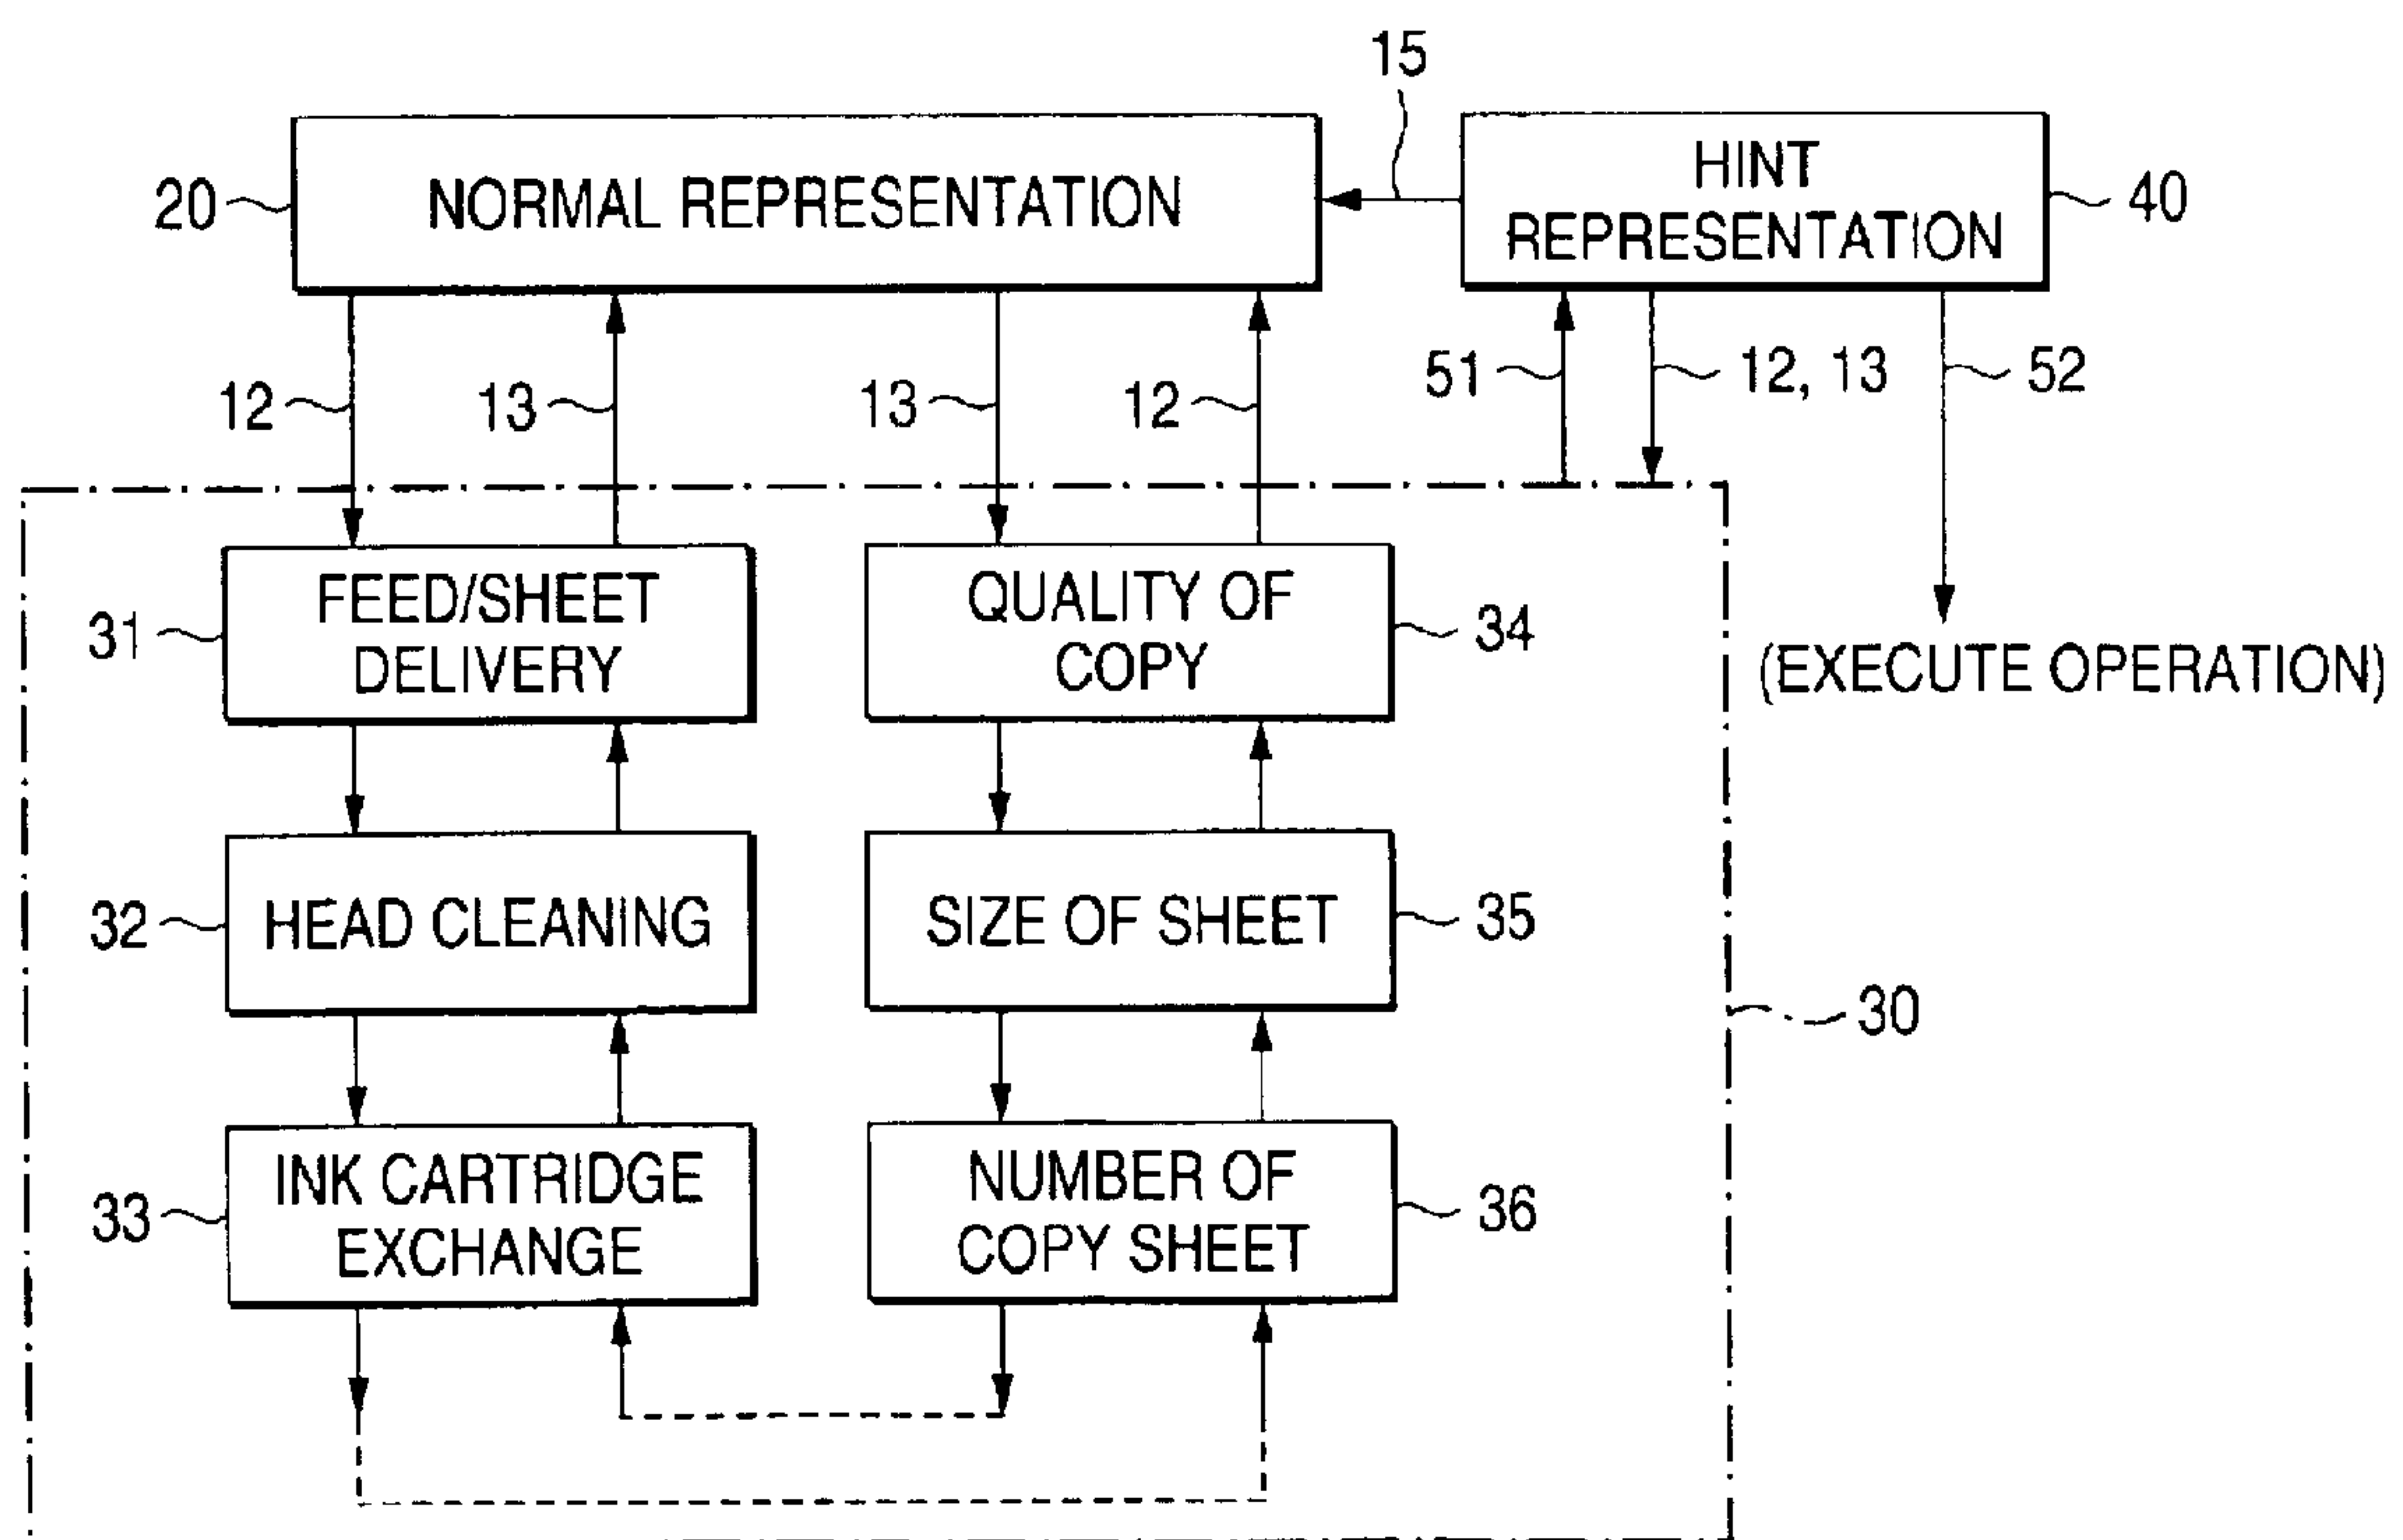 15
20
NORMAL REPRESENTATION
HINT
REPRESENTATION
40
12
13
13
12
51
12, 13
52
31
FEED/SHEET
DELIVERY
QUALITY OF
COPY
34
(EXECUTE OPERATION)
32
HEAD CLEANING
SIZE OF SHEET
35
30
33
INK CARTRIDGE
EXCHANGE
NUMBER OF
COPY SHEET
36